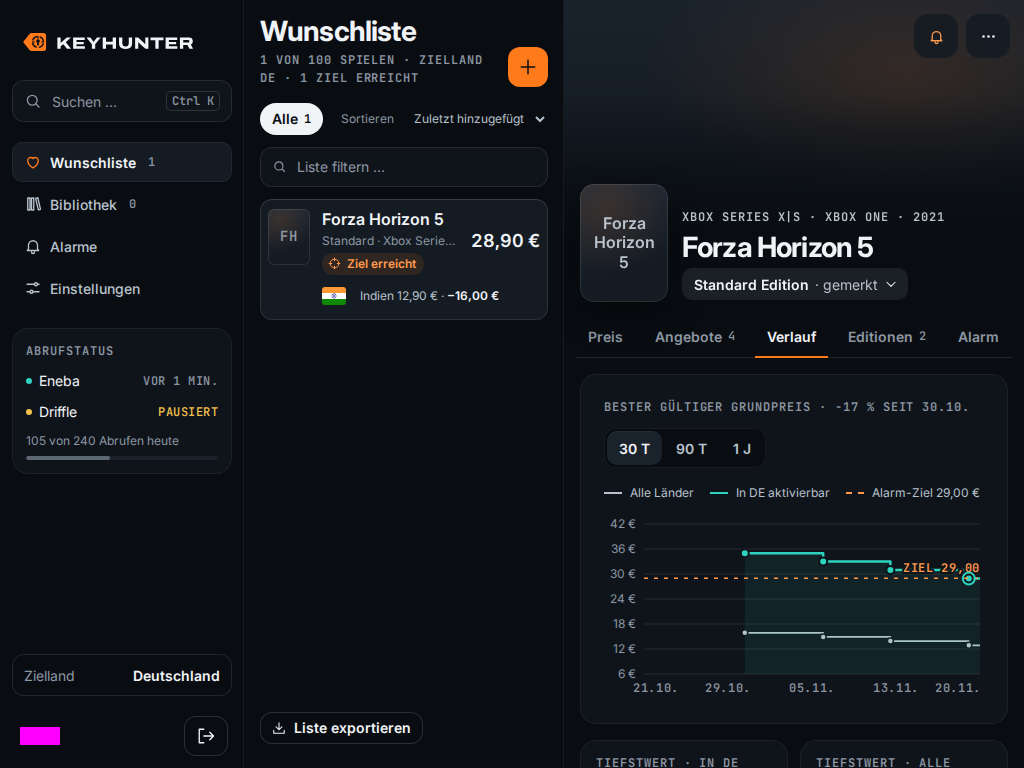 KEYHUNTER
Suchen ...
Ctrl K
Wunschliste 1
Bibliothek 0
Alarme
Einstellungen
ABRUFSTATUS
Eneba VOR 1 MIN.
Driffle PAUSIERT
105 von 240 Abrufen heute
Zielland Deutschland
Wunschliste
1 VON 100 SPIELEN · ZIELLAND
DE · 1 ZIEL ERREICHT
Alle 1
Sortieren
Zuletzt hinzugefügt
Liste filtern ...
FH
Forza Horizon 5
Standard · Xbox Serie...
28,90 €
Ziel erreicht
Indien 12,90 € · −16,00 €
Liste exportieren
Forza
Horizon
5
XBOX SERIES X|S · XBOX ONE · 2021
Forza Horizon 5
Standard Edition · gemerkt
Preis
Angebote 4
Verlauf
Editionen 2
Alarm
BESTER GÜLTIGER GRUNDPREIS · -17 % SEIT 30.10.
30 T
90 T
1 J
Alle Länder
In DE aktivierbar
Alarm-Ziel 29,00 €
42 €
36 €
30 €
24 €
18 €
12 €
6 €
ZIEL 29,00
21.10.
29.10.
05.11.
13.11.
20.11.
TIEFSTWERT · IN DE
TIEFSTWERT · ALLE